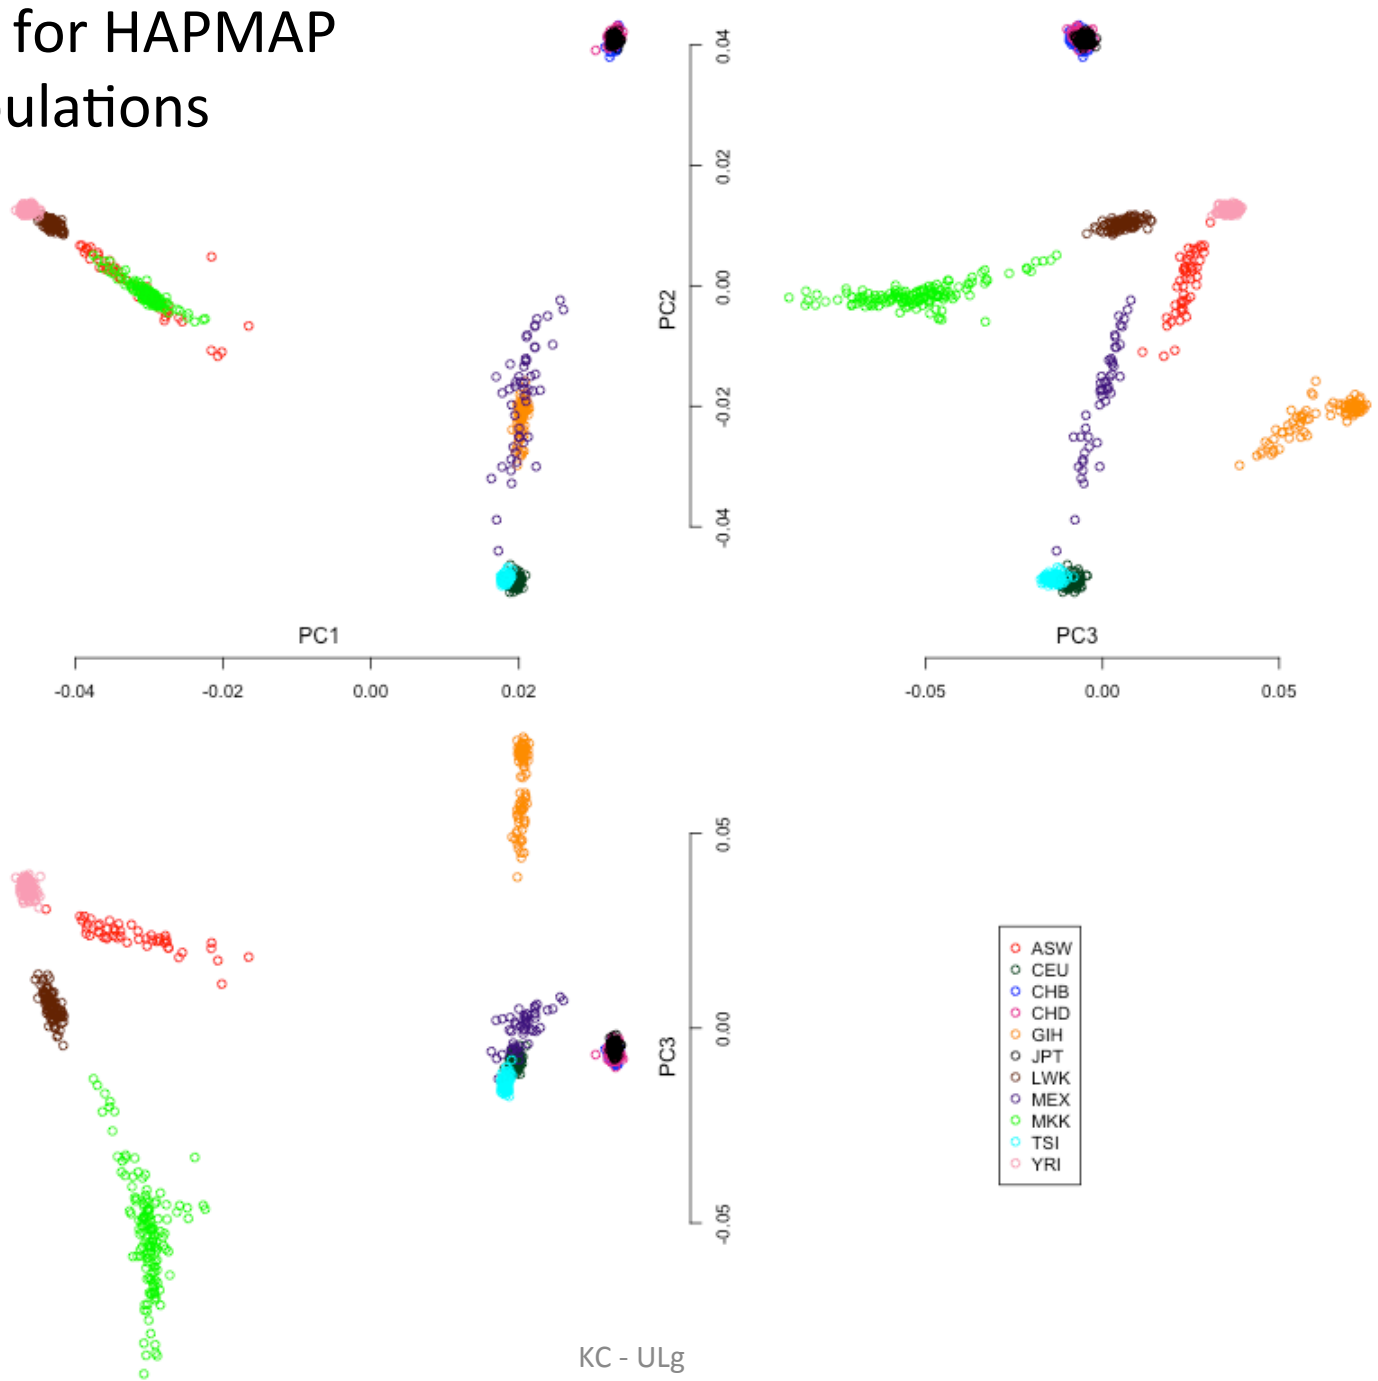 for HAPMAP
pulations
0.04
0.02
0.00
-0.02
-0.04
PC2
PC1
PC3
-0.04
-0.02
0.00
0.02
-0.05
0.00
0.05
0.05
0.00
-0.05
PC3
ASW
CEU
CHB
CHD
GIH
JPT
LWK
MEX
MKK
TSI
YRI
KC - ULg